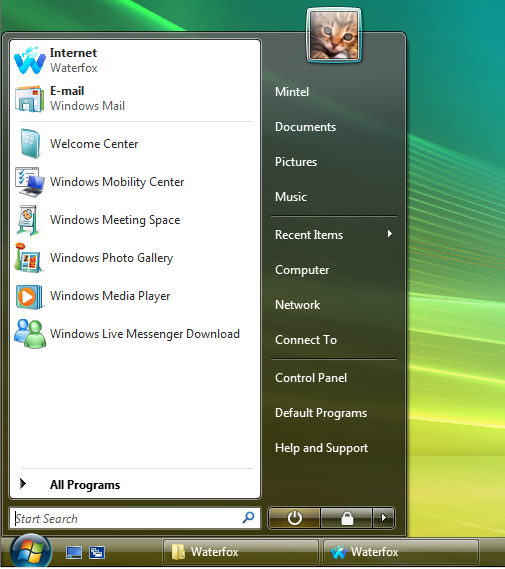 Internet
Waterfox
E-mail
Windows Mail
Welcome Center
Windows Mobility Center
Windows Meeting Space
Windows Photo Gallery
Windows Media Player
Windows Live Messenger Download
All Programs
Start Search
Mintel
Documents
Pictures
Music
Recent Items
Computer
Network
Connect To
Control Panel
Default Programs
Help and Support
Waterfox
Waterfox